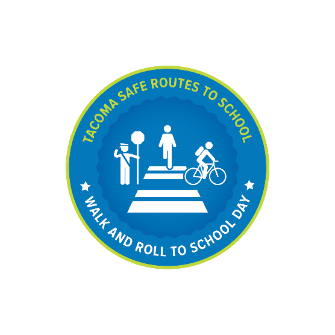 TACOMA SAFE ROUTES TO SCHOOL
WALK AND ROLL TO SCHOOL DAY